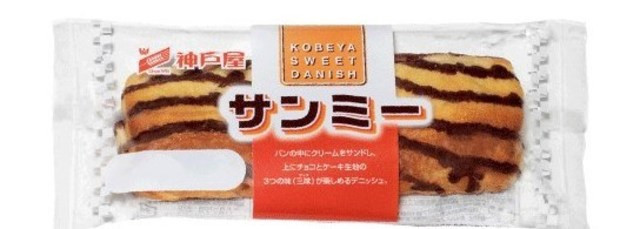 神戸屋
KOBEYA
SWEET
DANISH
サンミー
パンの中にクリームをサンドし、
上にチョコとケーキ生地の
3つの味(三味)が楽しめるデニッシュ。